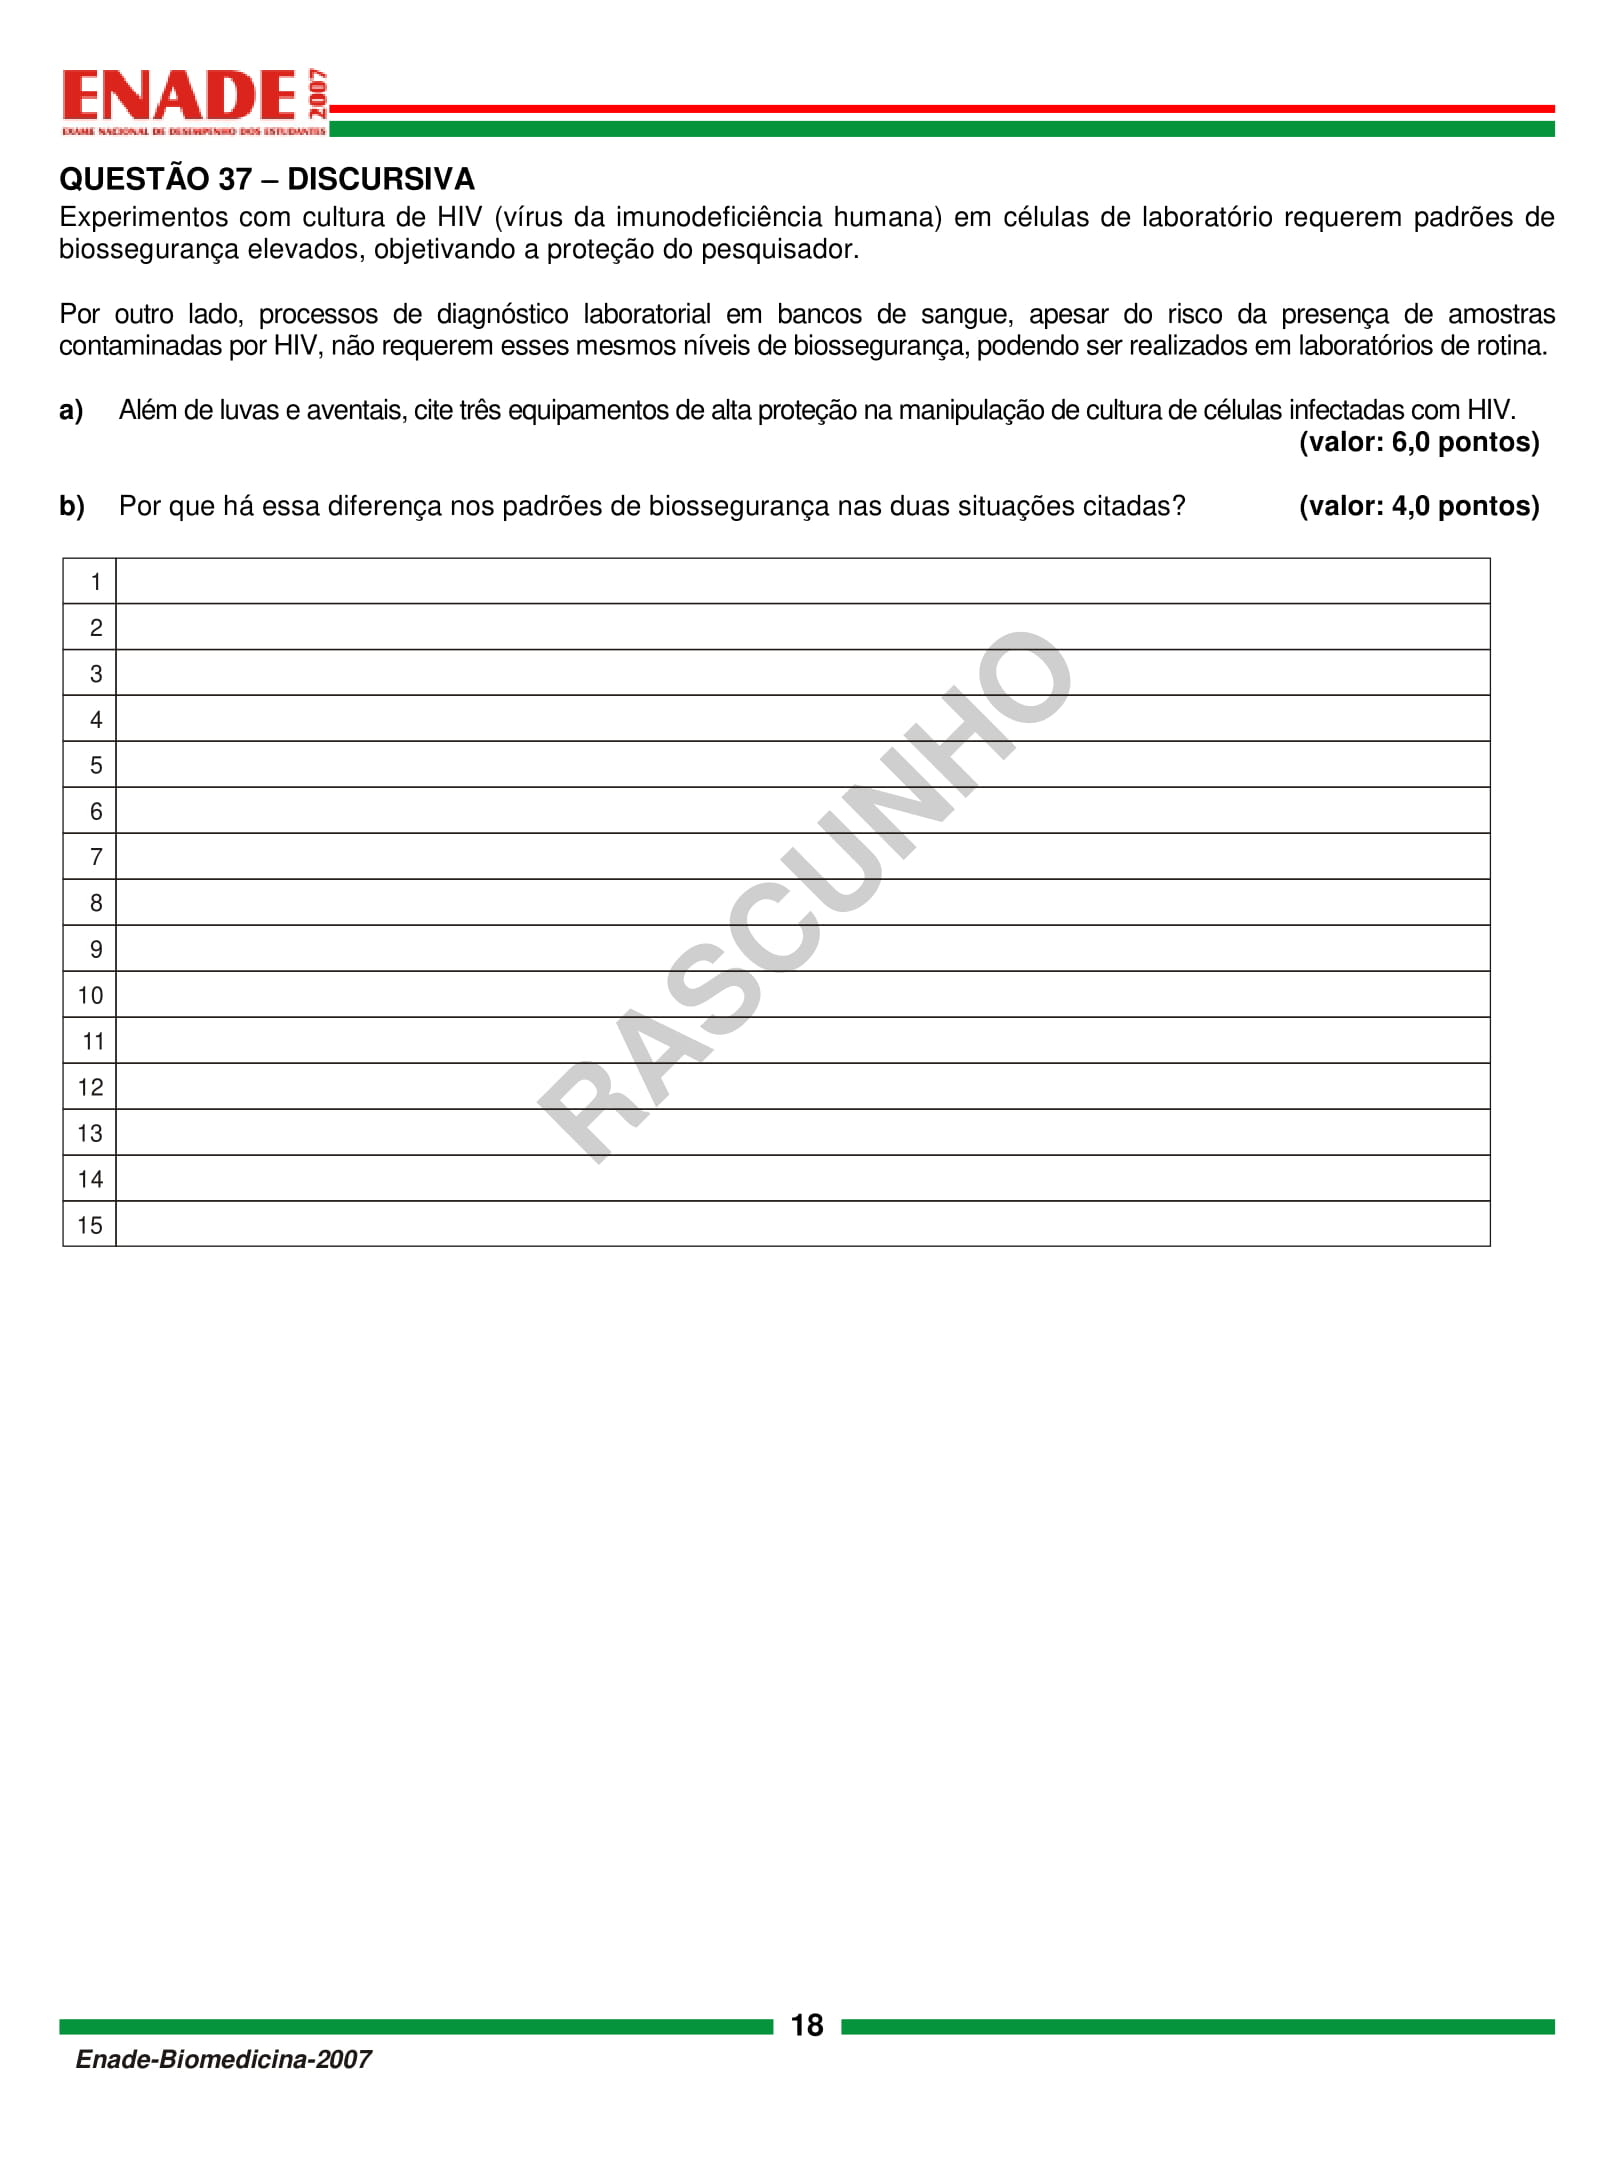 ENADE 2007
EXAME NACIONAL DE DESEMPENHO DOS ESTUDANTES
QUESTÃO 37 – DISCURSIVA
Experimentos com cultura de HIV (vírus da imunodeficiência humana) em células de laboratório requerem padrões de
biossegurança elevados, objetivando a proteção do pesquisador.
Por outro lado, processos de diagnóstico laboratorial em bancos de sangue, apesar do risco da presença de amostras
contaminadas por HIV, não requerem esses mesmos níveis de biossegurança, podendo ser realizados em laboratórios de rotina.
a) Além de luvas e aventais, cite três equipamentos de alta proteção na manipulação de cultura de células infectadas com HIV.
(valor: 6,0 pontos)
b) Por que há essa diferença nos padrões de biossegurança nas duas situações citadas? (valor: 4,0 pontos)
1
2
3
4
5
6
7
8
9
10
11
12
13
14
15
RASCUNHO
18
Enade-Biomedicina-2007